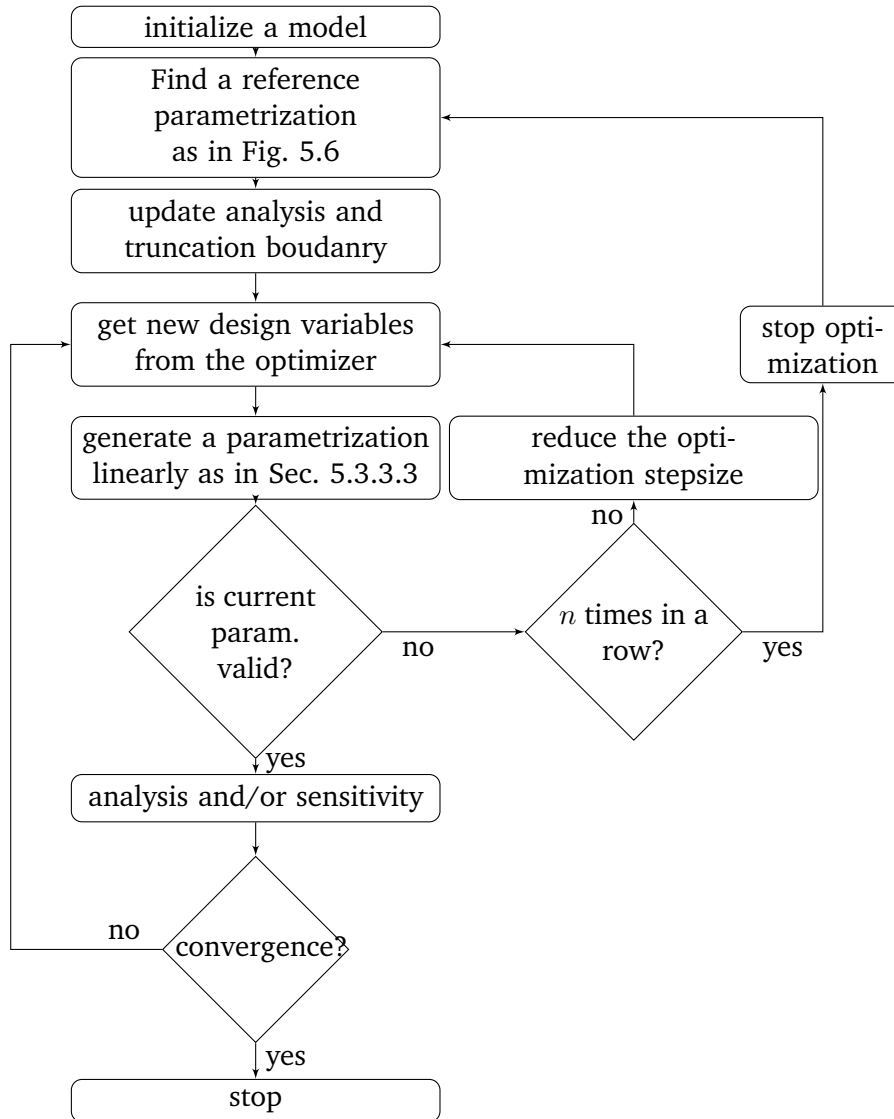 initialize a model
Find a reference
parametrization
as in Fig. 5.6
update analysis and
truncation boudanry
get new design variables
from the optimizer
stop opti-
mization
generate a parametrization
linearly as in Sec. 5.3.3.3
reduce the opti-
mization stepsize
no
is current
param.
valid?
no
n times in a
row?
yes
yes
analysis and/or sensitivity
no
convergence?
yes
stop